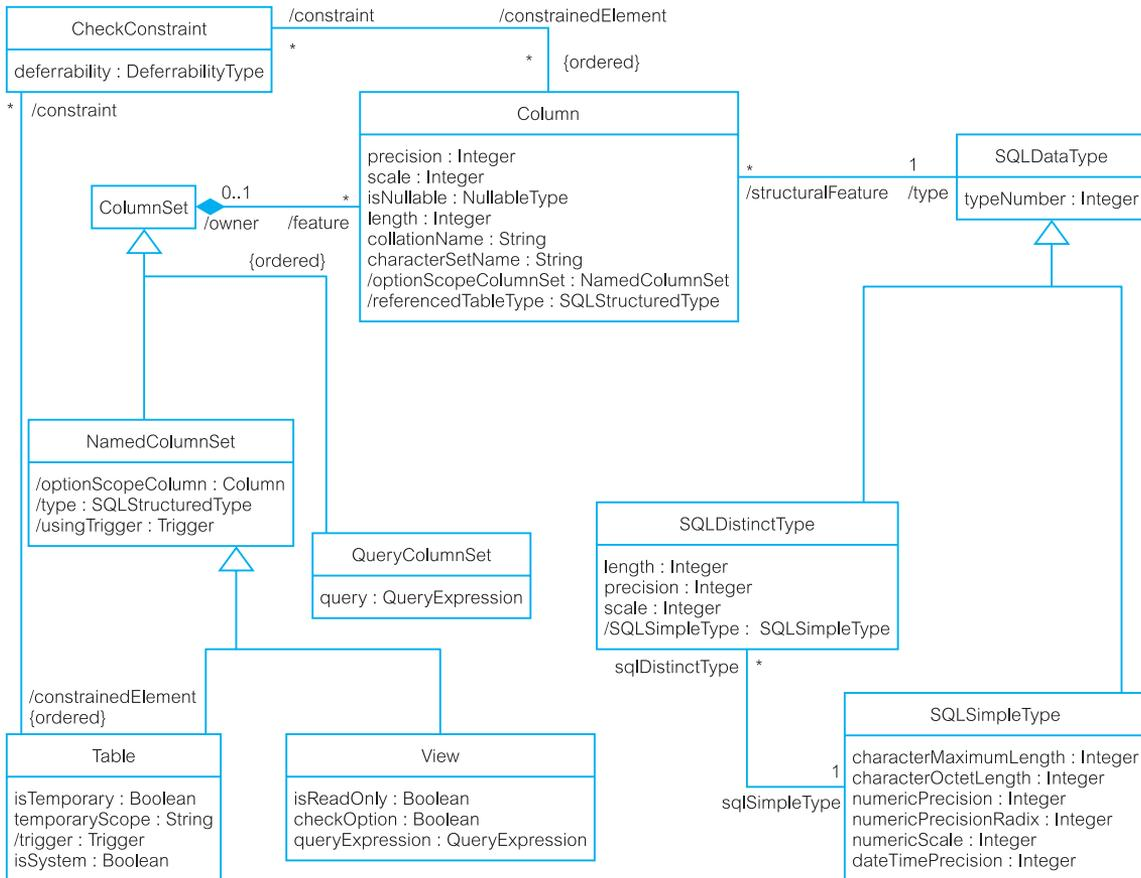 /constraint
/constrainedElement
CheckConstraint
*
deferrability : DeferrabilityType
*
{ordered}
*
/constraint
Column
precision : Integer
scale : Integer
isNullable : NullableType
length : Integer
collationName : String
characterSetName : String
/optionScopeColumnSet : NamedColumnSet
/referencedTableType : SQLStructuredType
*
1
/structuralFeature
/type
SQLDataType
typeNumber : Integer
ColumnSet
0..1
*
/owner
/feature
{ordered}
NamedColumnSet
/optionScopeColumn : Column
/type : SQLStructuredType
/usingTrigger : Trigger
QueryColumnSet
query : QueryExpression
SQLDistinctType
length : Integer
precision : Integer
scale : Integer
/SQLSimpleType : SQLSimpleType
sqlDistinctType
*
/constrainedElement
{ordered}
Table
isTemporary : Boolean
temporaryScope : String
/trigger : Trigger
isSystem : Boolean
View
isReadOnly : Boolean
checkOption : Boolean
queryExpression : QueryExpression
1
sqlSimpleType
SQLSimpleType
characterMaximumLength : Integer
characterOctetLength : Integer
numericPrecision : Integer
numericPrecisionRadix : Integer
numericScale : Integer
dateTimePrecision : Integer